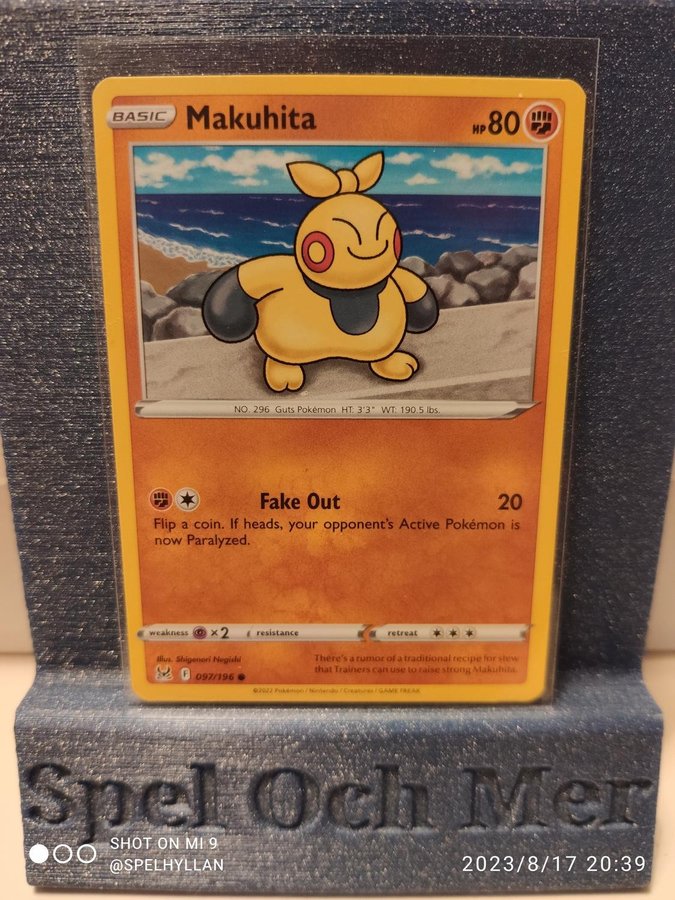 BASIC Makuhita HP 80
NO. 296 Guts Pokémon HT: 3'3" WT: 190.5 lbs.
Fake Out 20
Flip a coin. If heads, your opponent's Active Pokémon is
now Paralyzed.
weakness ×2 resistance retreat
Illus. Shigenori Negishi
There's a rumor of a traditional recipe for stew
that Trainers can use to raise strong Makuhita.
F 097/196
©2022 Pokémon / Nintendo / Creatures / GAME FREAK
Spel Och Mer
SHOT ON MI 9
@SPELHYLLAN
2023/8/17 20:39